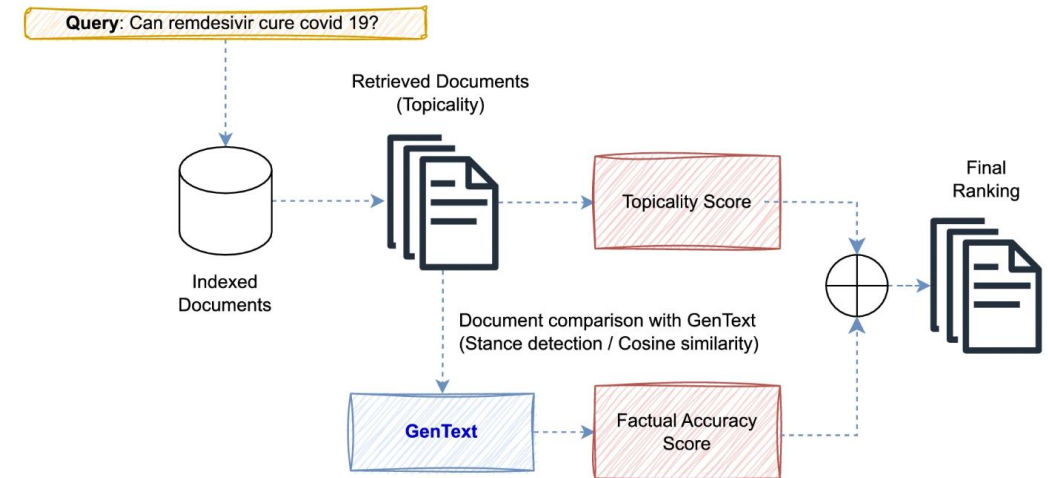 Query: Can remdesivir cure covid 19?
Retrieved Documents
(Topicality)
Indexed
Documents
Topicality Score
Final
Ranking
Document comparison with GenText
(Stance detection / Cosine similarity)
GenText
Factual Accuracy
Score